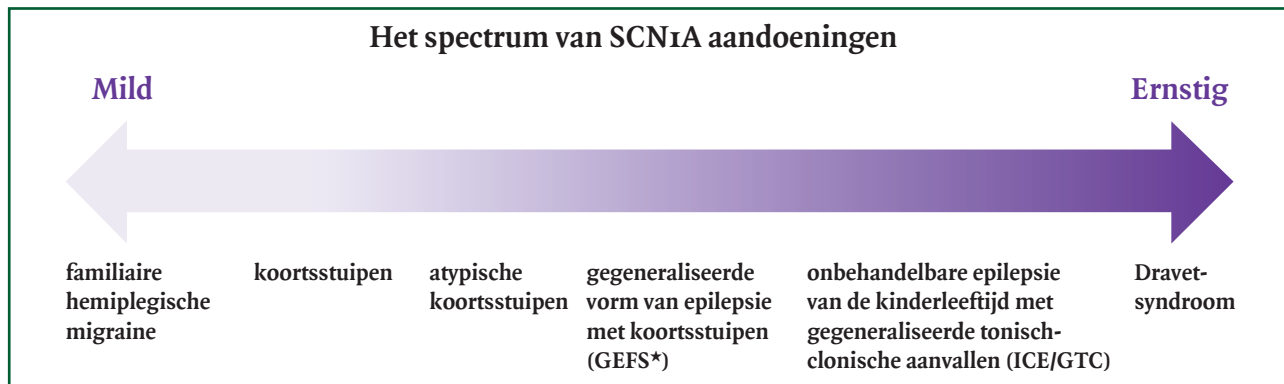 Het spectrum van SCN1A aandoeningen
Mild
Ernstig
familiaire
hemiplegische
migraine
koortsstuipen
atypische
koortsstuipen
gegeneraliseerde
vorm van epilepsie
met koortsstuipen
(GEFS★)
onbehandelbare epilepsie
van de kinderleeftijd met
gegeneraliseerde tonisch-
clonische aanvallen (ICE/GTC)
Dravet-
syndroom